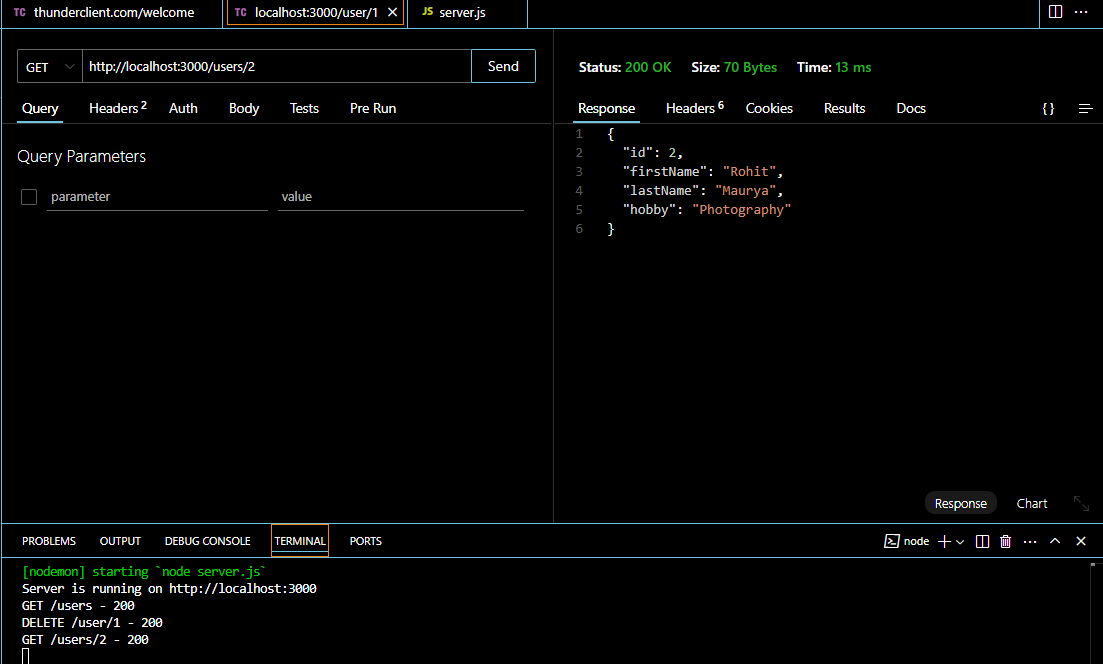 TC thunderclient.com/welcome TC localhost:3000/user/1 JS server.js
GET http://localhost:3000/users/2 Send
Query Headers 2 Auth Body Tests Pre Run
Query Parameters
parameter value
Status: 200 OK Size: 70 Bytes Time: 13 ms
Response Headers 6 Cookies Results Docs {}
1 {
2 "id": 2,
3 "firstName": "Rohit",
4 "lastName": "Maurya",
5 "hobby": "Photography"
6 }
Response Chart
PROBLEMS OUTPUT DEBUG CONSOLE TERMINAL PORTS node
[nodemon] starting `node server.js`
Server is running on http://localhost:3000
GET /users - 200
DELETE /user/1 - 200
GET /users/2 - 200